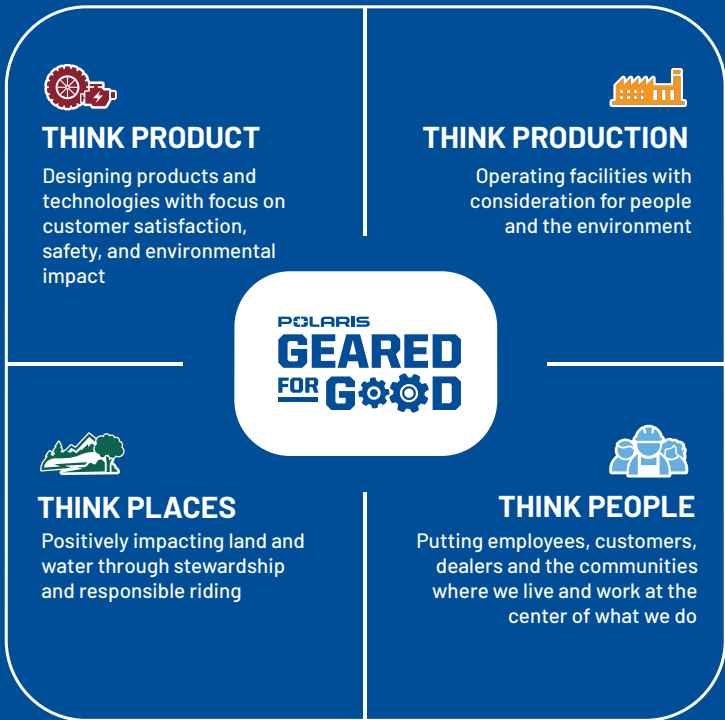 THINK PRODUCT
Designing products and
technologies with focus on
customer satisfaction,
safety, and environmental
impact
THINK PRODUCTION
Operating facilities with
consideration for people
and the environment
POLARIS
GEARED
FOR GOOD
THINK PLACES
Positively impacting land and
water through stewardship
and responsible riding
THINK PEOPLE
Putting employees, customers,
dealers and the communities
where we live and work at the
center of what we do